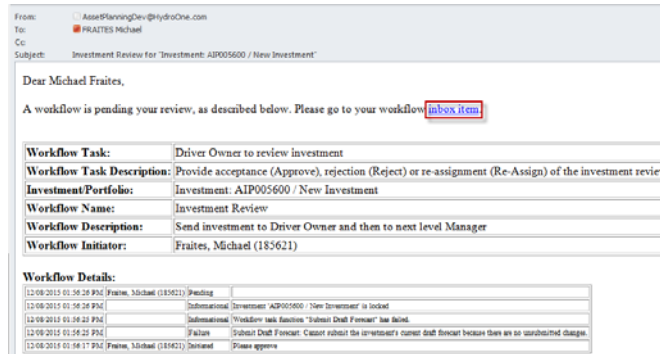 From: AssetPlanningDev@HydroOne.com
To: FRAITES Michael
Cc:
Subject: Investment Review for "Investment: AIP005600 / New Investment"
Dear Michael Fraites,
A workflow is pending your review, as described below. Please go to your workflow inbox item.
Workflow Task: Driver Owner to review investment
Workflow Task Description: Provide acceptance (Approve), rejection (Reject) or re-assignment (Re-Assign) of the investment revie
Investment/Portfolio: Investment: AIP005600 / New Investment
Workflow Name: Investment Review
Workflow Description: Send investment to Driver Owner and then to next level Manager
Workflow Initiator: Fraites, Michael (185621)
Workflow Details:
12/08/2015 01:56:26 PM Fraites, Michael (185621) Pending
12/08/2015 01:56:26 PM Informational Investment 'AIP005600 / New Investment' is locked
12/08/2015 01:56:25 PM Informational Workflow task function "Submit Draft Forecast" has failed.
12/08/2015 01:56:25 PM Failure Submit Draft Forecast: Cannot submit the investment's current draft forecast because there are no unsubmitted changes.
12/08/2015 01:56:17 PM Fraites, Michael (185621) Initiated Please approve